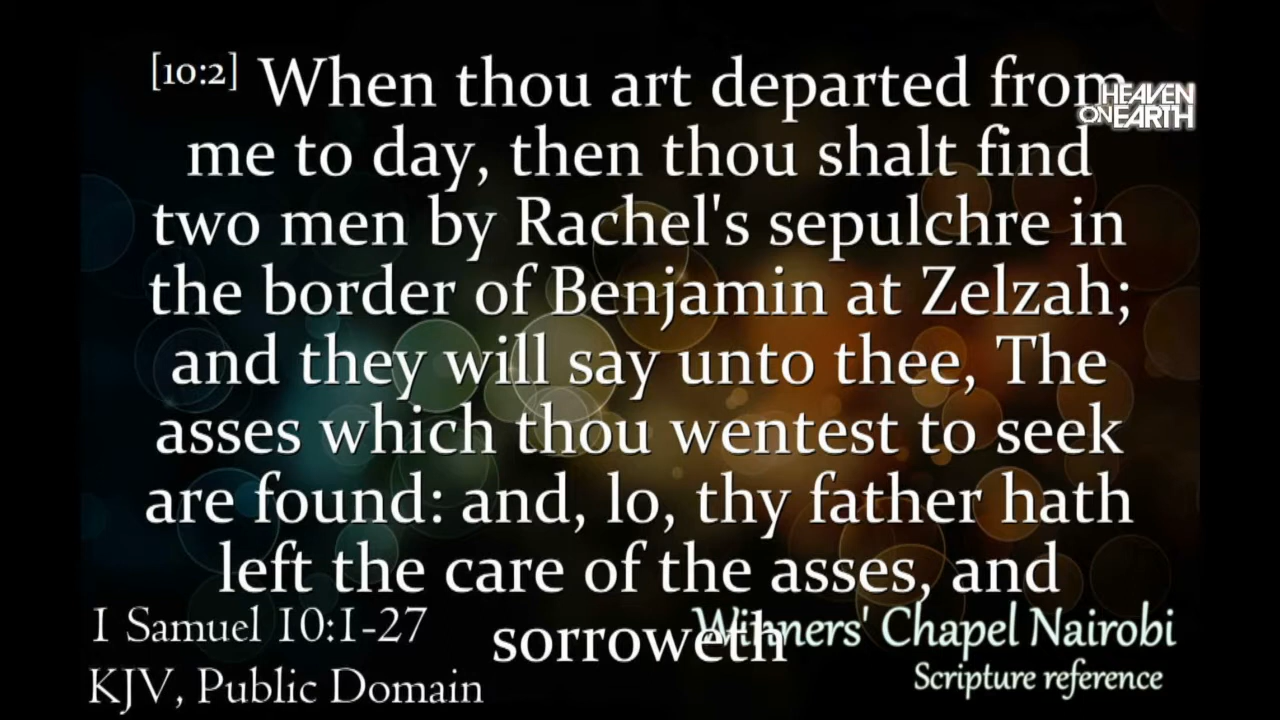 [10:2] When thou art departed from
me to day, then thou shalt find
two men by Rachel's sepulchre in
the border of Benjamin at Zelzah;
and they will say unto thee, The
asses which thou wentest to seek
are found: and, lo, thy father hath
left the care of the asses, and
sorroweth
HEAVEN
ON EARTH
I Samuel 10:1-27
KJV, Public Domain
Winners' Chapel Nairobi
Scripture reference